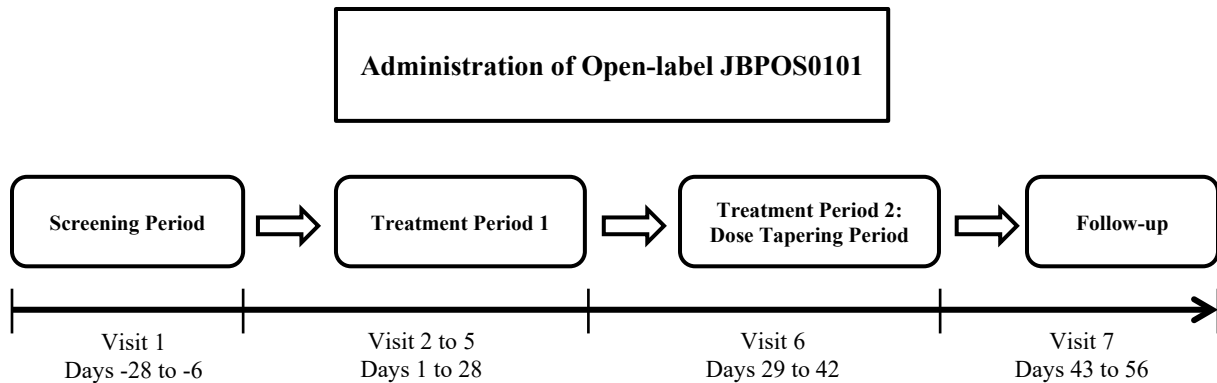 Administration of Open-label JBPOS0101
Screening Period
Treatment Period 1
Treatment Period 2:
Dose Tapering Period
Follow-up
Visit 1
Days -28 to -6
Visit 2 to 5
Days 1 to 28
Visit 6
Days 29 to 42
Visit 7
Days 43 to 56